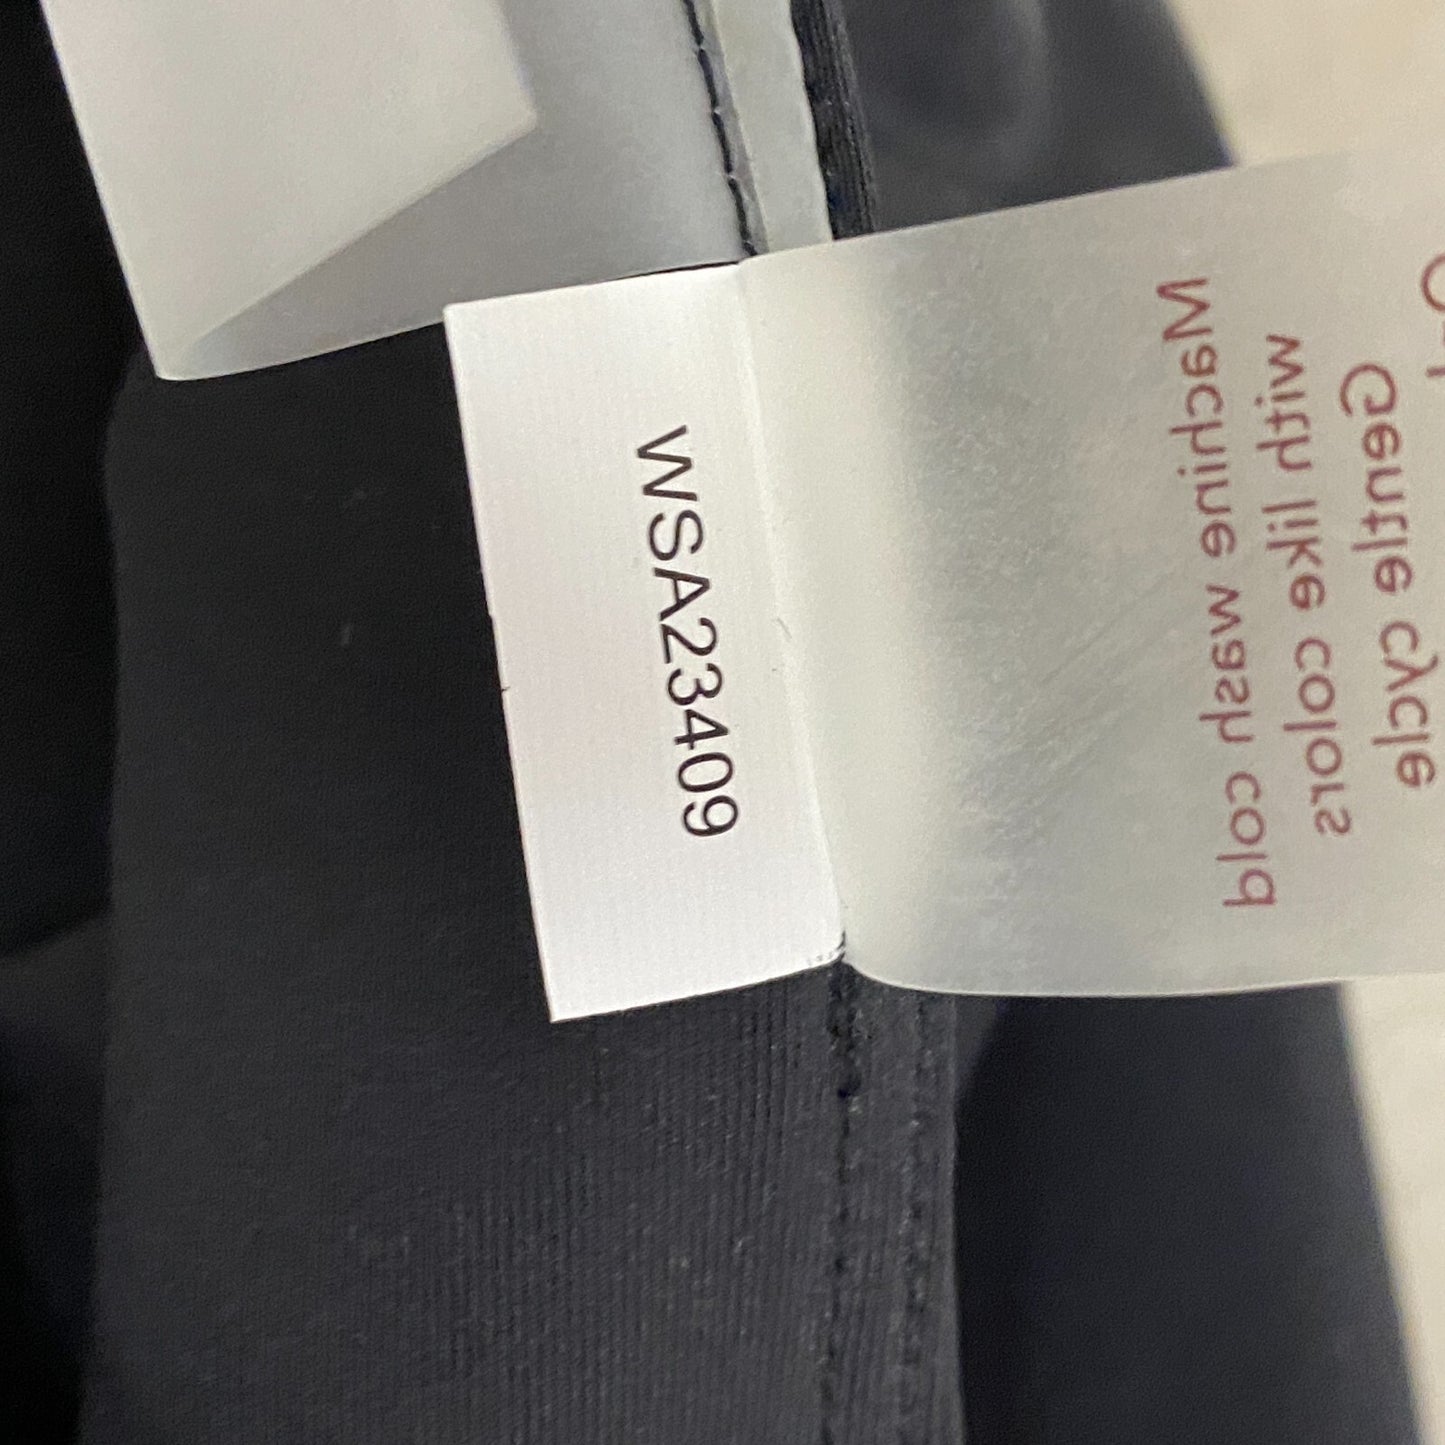 WSA23409
Machine wash cold
with like colors
Gentle cycle